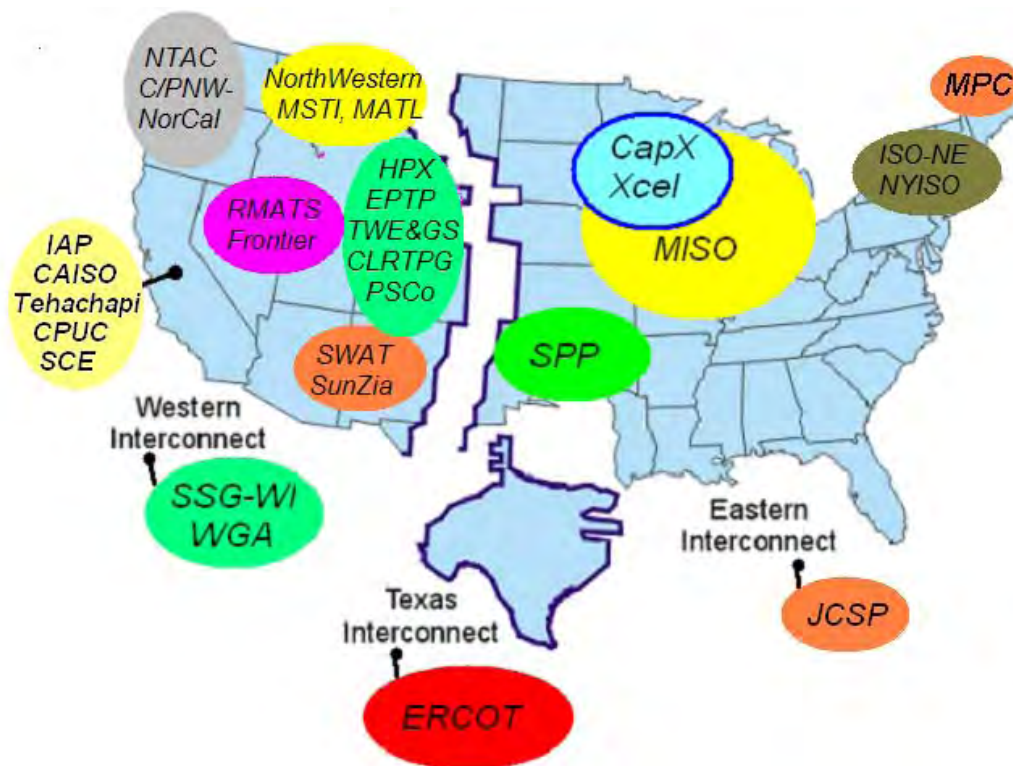 NTAC
C/PNW-
NorCal
NorthWestern
MSTI, MATL
MPC
CapX
Xcel
ISO-NE
NYISO
HPX
EPTP
TWE&GS
CLRTPG
PSCo
RMATS
Frontier
MISO
IAP
CAISO
Tehachapi
CPUC
SCE
SWAT
SunZia
SPP
Western
Interconnect
SSG-WI
WGA
Eastern
Interconnect
JCSP
Texas
Interconnect
ERCOT